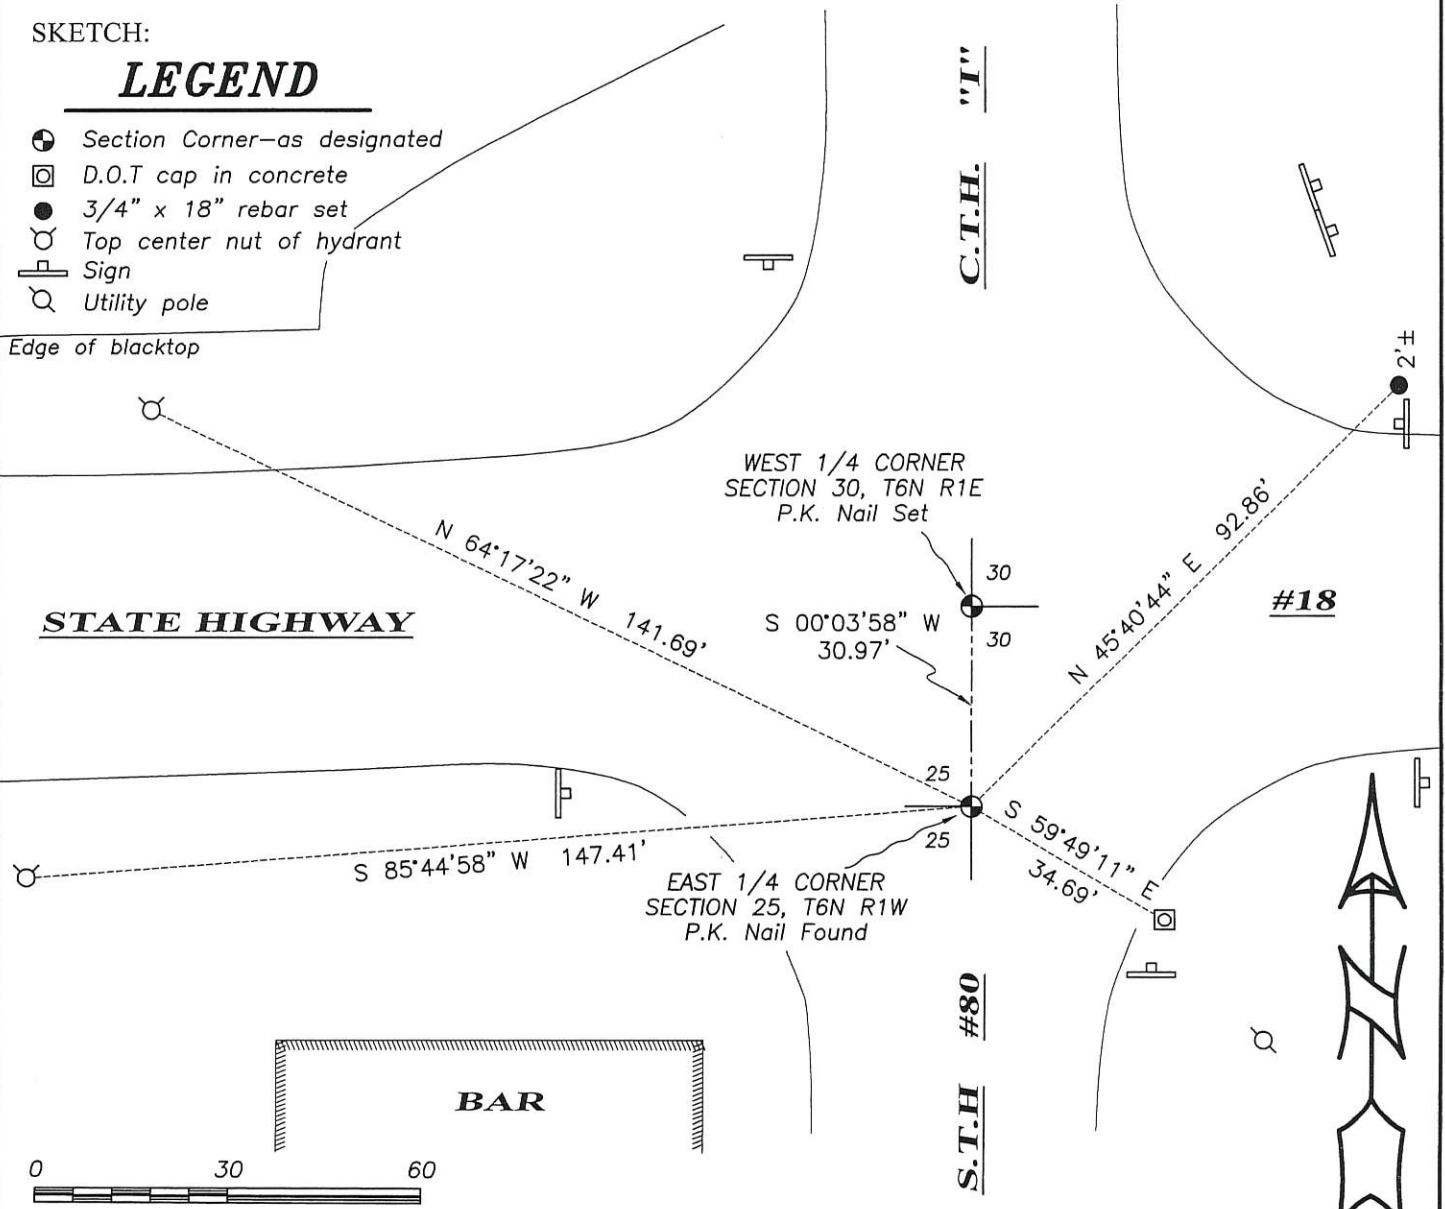 SKETCH:
LEGEND
Section Corner—as designated
D.O.T cap in concrete
3/4" x 18" rebar set
Top center nut of hydrant
Sign
Utility pole
Edge of blacktop
C.T.H. "T"
2'±
WEST 1/4 CORNER
SECTION 30, T6N R1E
P.K. Nail Set
N 64°17'22" W 141.69'
N 45°40'44" E 92.86'
30
30
STATE HIGHWAY
#18
S 00°03'58" W
30.97'
25
25
S 59°49'11" E
34.69'
S 85°44'58" W 147.41'
EAST 1/4 CORNER
SECTION 25, T6N R1W
P.K. Nail Found
S.T.H #80
N
BAR
0 30 60